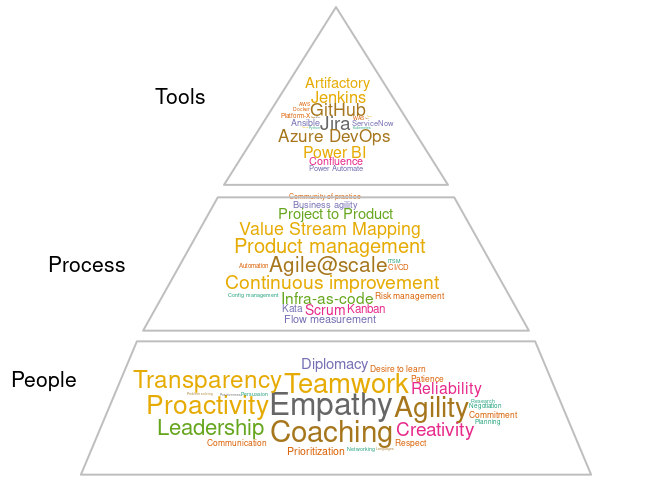 Tools
Artifactory
Jenkins
AWS
Docker GitHub
Platform-X
Ansible Jira ServiceNow
Azure DevOps
Power BI
Confluence
Power Automate
Process
Community of practice
Business agility
Project to Product
Value Stream Mapping
Product management
Automation Agile@scale ITSM
CI/CD
Continuous improvement
Config management Infra-as-code Risk management
Kata Scrum Kanban
Flow measurement
People
Diplomacy Desire to learn
Transparency Teamwork Patience
Reliability
Persuasion
Proactivity Empathy Agility Research
Negotiation
Commitment
Planning
Leadership Coaching Creativity
Communication Respect
Prioritization Networking